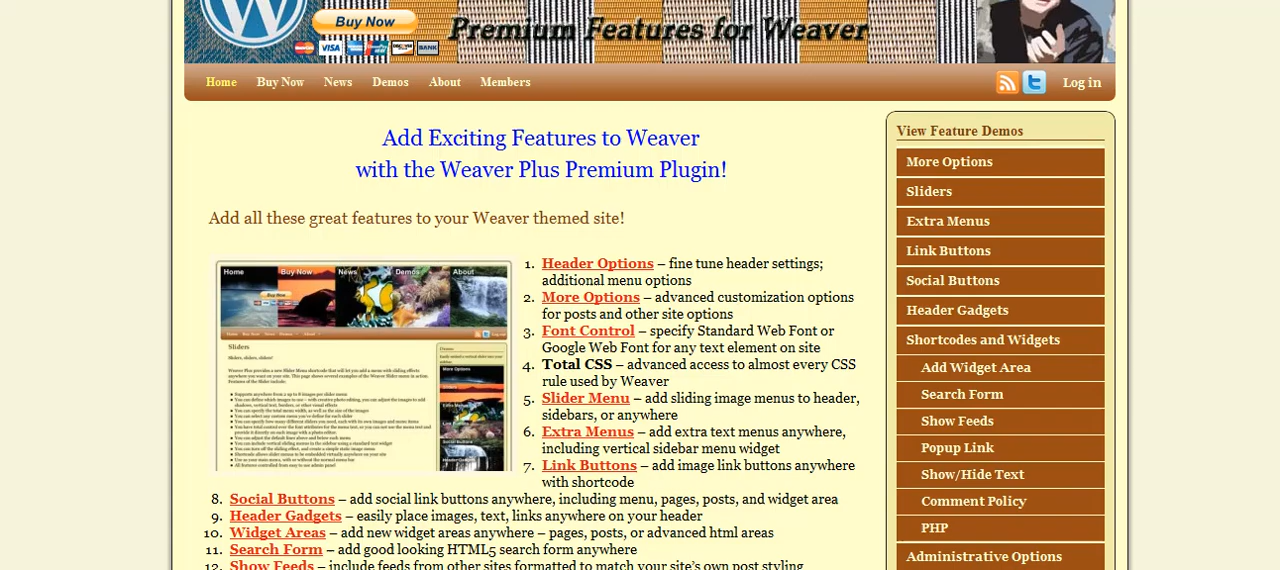 W
Buy Now
Premium Features for Weaver
VISA
BANK
Home Buy Now News Demos About Members Log in
Add Exciting Features to Weaver
with the Weaver Plus Premium Plugin!
Add all these great features to your Weaver themed site!
Home Buy Now News Demos About
Buy Now
Sliders
1. Header Options – fine tune header settings;
additional menu options
2. More Options – advanced customization options
for posts and other site options
3. Font Control – specify Standard Web Font or
Google Web Font for any text element on site
4. Total CSS – advanced access to almost every CSS
rule used by Weaver
5. Slider Menu – add sliding image menus to header,
sidebars, or anywhere
6. Extra Menus – add extra text menus anywhere,
including vertical sidebar menu widget
7. Link Buttons – add image link buttons anywhere
with shortcode
8. Social Buttons – add social link buttons anywhere, including menu, pages, posts, and widget area
9. Header Gadgets – easily place images, text, links anywhere on your header
10. Widget Areas – add new widget areas anywhere – pages, posts, or advanced html areas
11. Search Form – add good looking HTML5 search form anywhere
12. Show Feeds – include feeds from other sites formatted to match your site's own post styling
View Feature Demos
More Options
Sliders
Extra Menus
Link Buttons
Social Buttons
Header Gadgets
Shortcodes and Widgets
Add Widget Area
Search Form
Show Feeds
Popup Link
Show/Hide Text
Comment Policy
PHP
Administrative Options